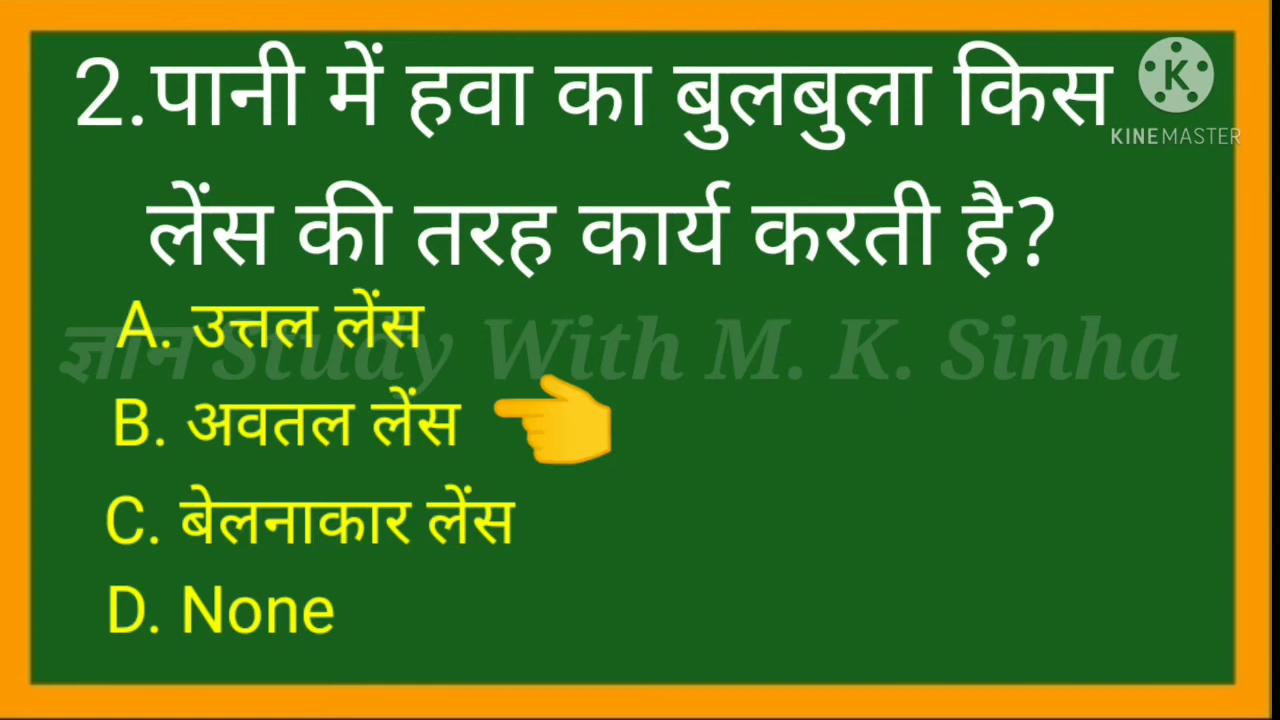 2.पानी में हवा का बुलबुला किस
लेंस की तरह कार्य करती है?
K
KINEMASTER
A. उत्तल लेंस
ज्ञान Study With M. K. Sinha
B. अवतल लेंस
C. बेलनाकार लेंस
D. None